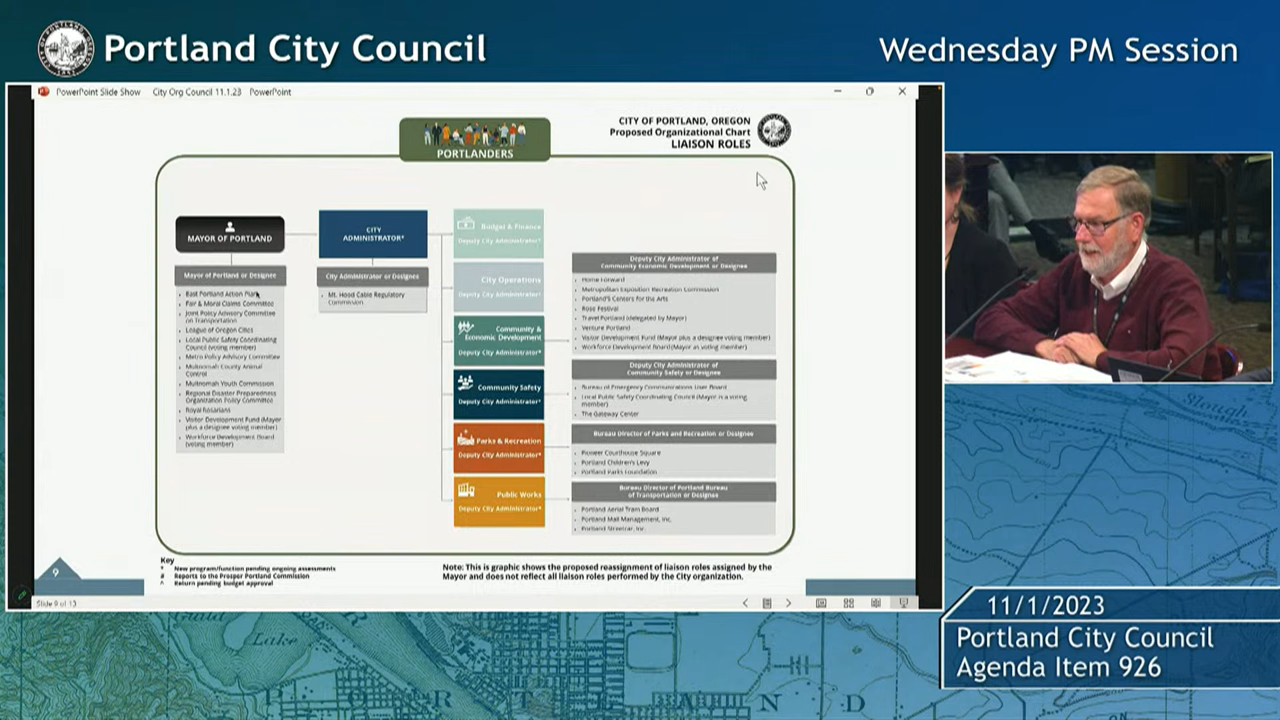 Portland City Council
Wednesday PM Session
PowerPoint Slide Show
City Org Council 11.1.23
PowerPoint
CITY OF PORTLAND, OREGON
Proposed Organizational Chart
LIAISON ROLES
PORTLANDERS
MAYOR OF PORTLAND
Mayor of Portland or Designee
East Portland Action Plan
Fair & Moral Claims Committee
Joint Policy Advisory Committee
on Transportation
League of Oregon Cities
Local Public Safety Coordinating
Council (voting member)
Metro Policy Advisory Committee
Multnomah County Animal
Control
Multnomah Youth Commission
Regional Disaster Preparedness
Organization Policy Committee
Royal Rosarians
Visitor Development Fund (Mayor
plus a designee voting member)
Workforce Development Board
(voting member)
CITY
ADMINISTRATOR*
City Administrator or Designee
Mt. Hood Cable Regulatory
Commission
Budget & Finance
Deputy City Administrator*
City Operations
Deputy City Administrator*
Community &
Economic Development
Deputy City Administrator*
Community Safety
Deputy City Administrator*
Parks & Recreation
Deputy City Administrator*
Public Works
Deputy City Administrator*
Deputy City Administrator of
Community Economic Development or Designee
Home Forward
Metropolitan Exposition Recreation Commission
Portland'5 Centers for the Arts
Rose Festival
Travel Portland (delegated by Mayor)
Venture Portland
Visitor Development Fund (Mayor plus a designee voting member)
Workforce Development Board (Mayor as voting member)
Deputy City Administrator of
Community Safety or Designee
Bureau of Emergency Communications User Board
Local Public Safety Coordinating Council (Mayor is a voting
member)
The Gateway Center
Bureau Director of Parks and Recreation or Designee
Pioneer Courthouse Square
Portland Children's Levy
Portland Parks Foundation
Bureau Director of Portland Bureau
of Transportation or Designee
Portland Aerial Tram Board
Portland Mall Management, Inc.
Portland Streetcar, Inc.
Key
* New program/function pending ongoing assessments
# Reports to the Prosper Portland Commission
^ Return pending budget approval
Note: This is graphic shows the proposed reassignment of liaison roles assigned by the
Mayor and does not reflect all liaison roles performed by the City organization.
9
Slide 9 of 13
11/1/2023
Portland City Council
Agenda Item 926
Slough
Guild
Lake
N D